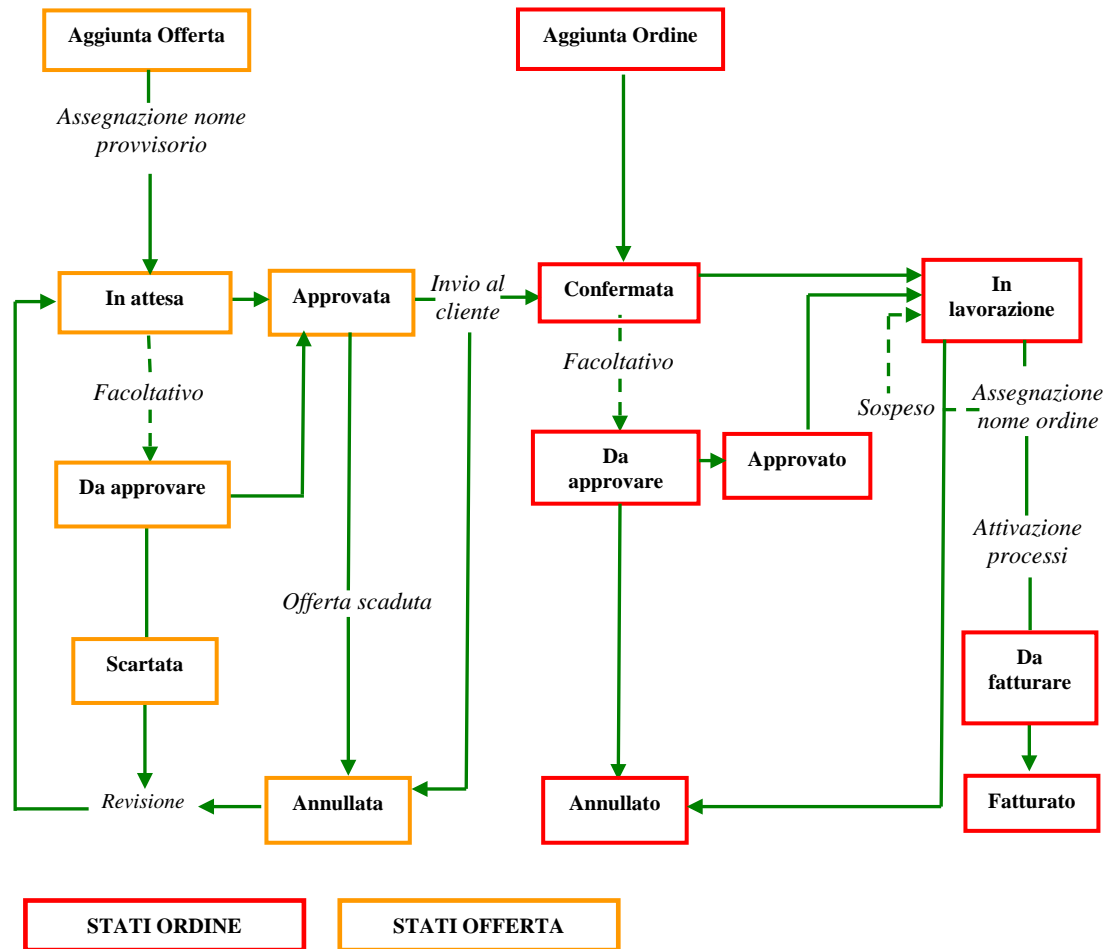 Aggiunta Offerta
Aggiunta Ordine
Assegnazione nome
provvisorio
In attesa
Approvata
Invio al
cliente
Confermata
In
lavorazione
Facoltativo
Facoltativo
Sospeso
Assegnazione
nome ordine
Da approvare
Da
approvare
Approvato
Attivazione
processi
Offerta scaduta
Scartata
Da
fatturare
Revisione
Annullata
Annullato
Fatturato
STATI ORDINE
STATI OFFERTA